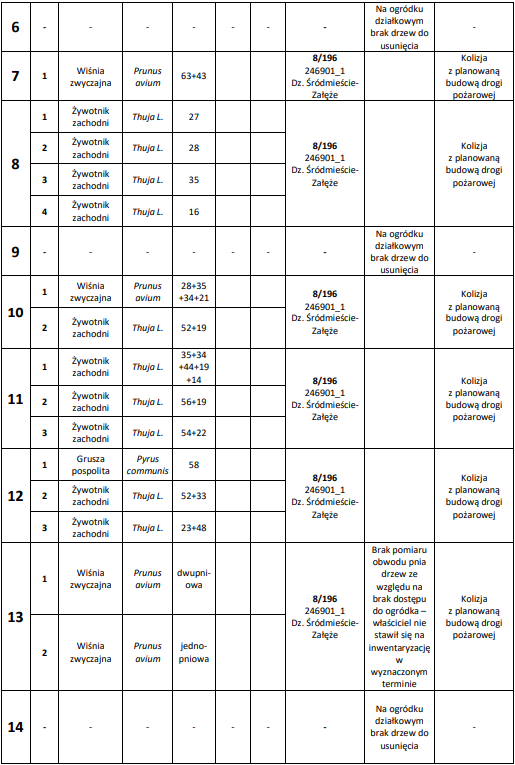 6 - - - - - - - Na ogródku działkowym brak drzew do usunięcia -
7 1 Wiśnia zwyczajna Prunus avium 63+43 8/196 246901_1 Dz. Śródmieście-Załęże Kolizja z planowaną budową drogi pożarowej
8 1 Żywotnik zachodni Thuja L. 27 8/196 246901_1 Dz. Śródmieście-Załęże Kolizja z planowaną budową drogi pożarowej
2 Żywotnik zachodni Thuja L. 28
3 Żywotnik zachodni Thuja L. 35
4 Żywotnik zachodni Thuja L. 16
9 - - - - - - - Na ogródku działkowym brak drzew do usunięcia -
10 1 Wiśnia zwyczajna Prunus avium 28+35 +34+21 8/196 246901_1 Dz. Śródmieście-Załęże Kolizja z planowaną budową drogi pożarowej
2 Żywotnik zachodni Thuja L. 52+19
11 1 Żywotnik zachodni Thuja L. 35+34 +44+19 +14 8/196 246901_1 Dz. Śródmieście-Załęże Kolizja z planowaną budową drogi pożarowej
2 Żywotnik zachodni Thuja L. 56+19
3 Żywotnik zachodni Thuja L. 54+22
12 1 Grusza pospolita Pyrus communis 58 8/196 246901_1 Dz. Śródmieście-Załęże Kolizja z planowaną budową drogi pożarowej
2 Żywotnik zachodni Thuja L. 52+33
3 Żywotnik zachodni Thuja L. 23+48
13 1 Wiśnia zwyczajna Prunus avium dwupni-owa 8/196 246901_1 Dz. Śródmieście-Załęże Brak pomiaru obwodu pnia drzew ze względu na brak dostępu do ogródka – właściciel nie stawił się na inwentaryzację w wyznaczonym terminie Kolizja z planowaną budową drogi pożarowej
2 Wiśnia zwyczajna Prunus avium jedno-pniowa
14 - - - - - - - Na ogródku działkowym brak drzew do usunięcia -